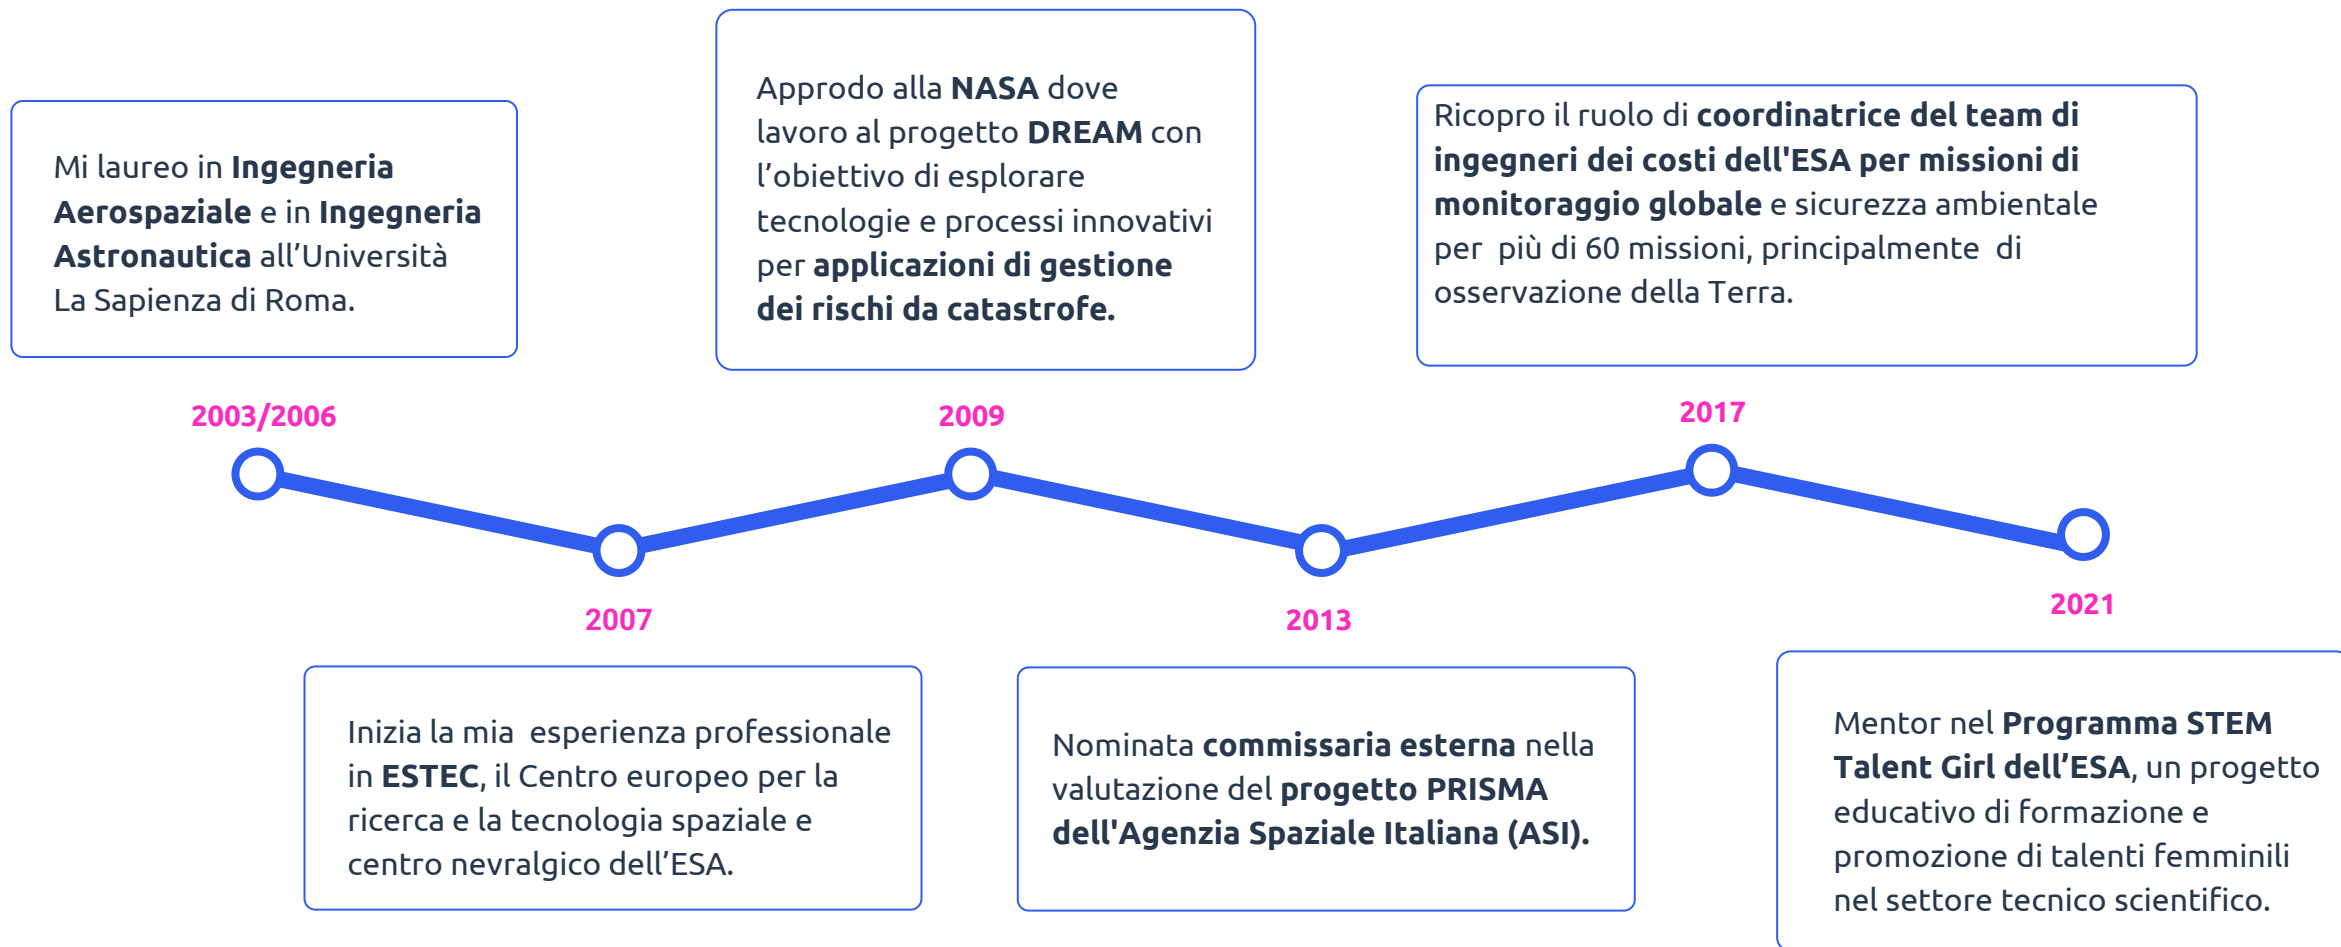 Mi laureo in Ingegneria
Aerospaziale e in Ingegneria
Astronautica all’Università
La Sapienza di Roma.
2003/2006
2007
Inizia la mia  esperienza professionale
in ESTEC, il Centro europeo per la
ricerca e la tecnologia spaziale e
centro nevralgico dell’ESA.
Approdo alla NASA dove
lavoro al progetto DREAM con
l’obiettivo di esplorare
tecnologie e processi innovativi
per applicazioni di gestione
dei rischi da catastrofe.
2009
2013
Nominata commissaria esterna nella
valutazione del progetto PRISMA
dell'Agenzia Spaziale Italiana (ASI).
Ricopro il ruolo di coordinatrice del team di
ingegneri dei costi dell'ESA per missioni di
monitoraggio globale e sicurezza ambientale
per  più di 60 missioni, principalmente  di
osservazione della Terra.
2017
2021
Mentor nel Programma STEM
Talent Girl dell’ESA, un progetto
educativo di formazione e
promozione di talenti femminili
nel settore tecnico scientifico.